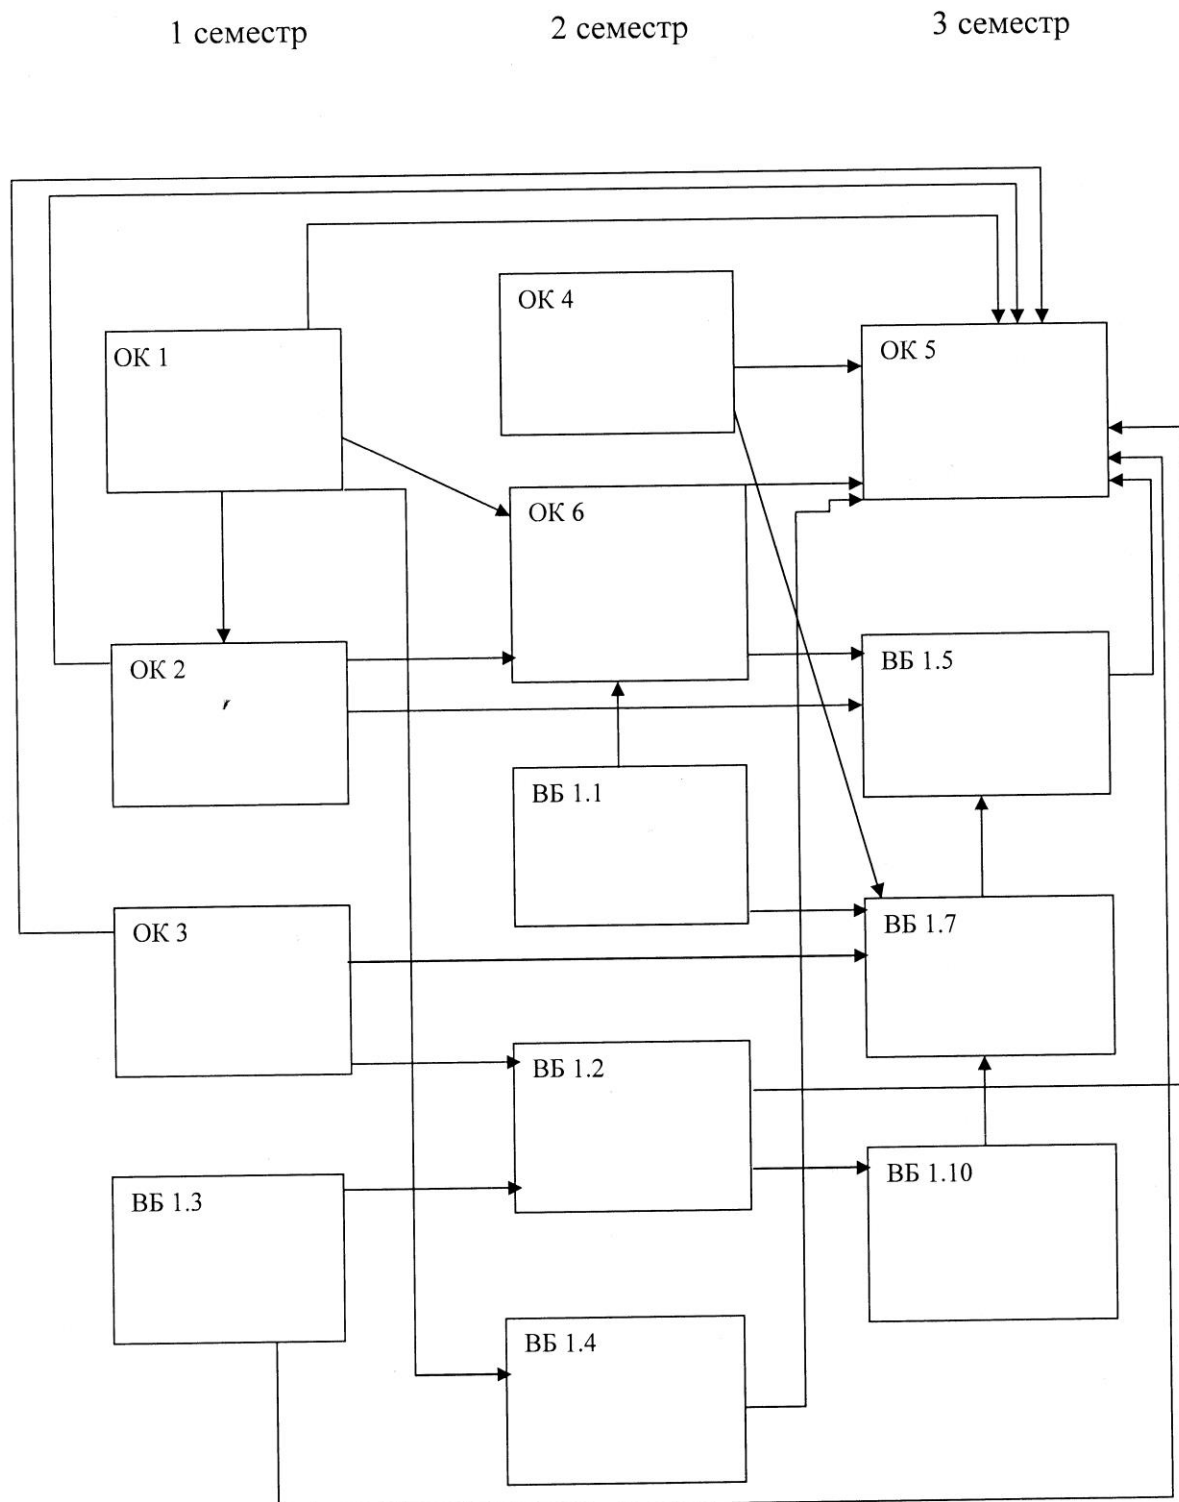 1 семестр
2 семестр
3 семестр
ОК 4
ОК 1
ОК 5
ОК 6
ОК 2
ВБ 1.5
ВБ 1.1
ОК 3
ВБ 1.7
ВБ 1.2
ВБ 1.3
ВБ 1.10
ВБ 1.4